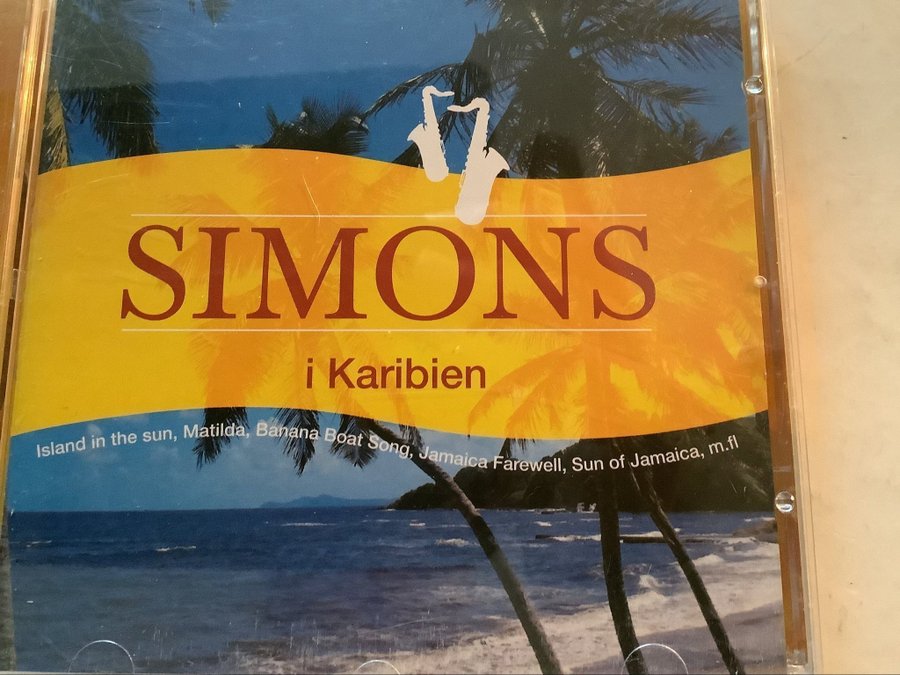 SIMONS
i Karibien
Island in the sun, Matilda, Banana Boat Song, Jamaica Farewell, Sun of Jamaica, m.fl